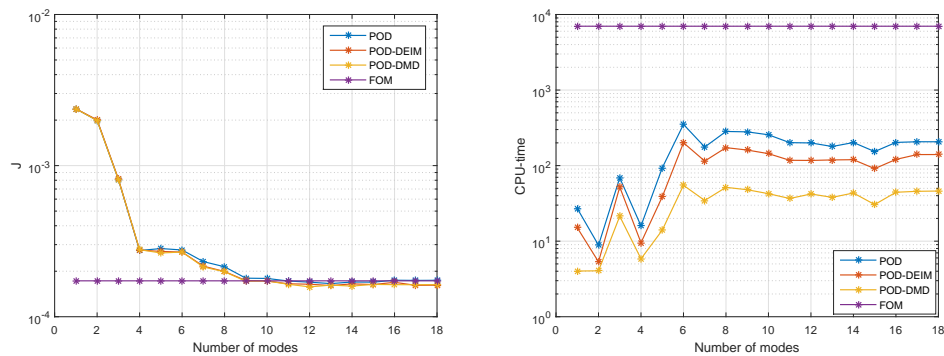 10^-2
10^-3
10^-4
J
0 2 4 6 8 10 12 14 16 18
Number of modes
POD
POD-DEIM
POD-DMD
FOM
10^4
10^3
10^2
10^1
10^0
CPU-time
0 2 4 6 8 10 12 14 16 18
Number of modes
POD
POD-DEIM
POD-DMD
FOM